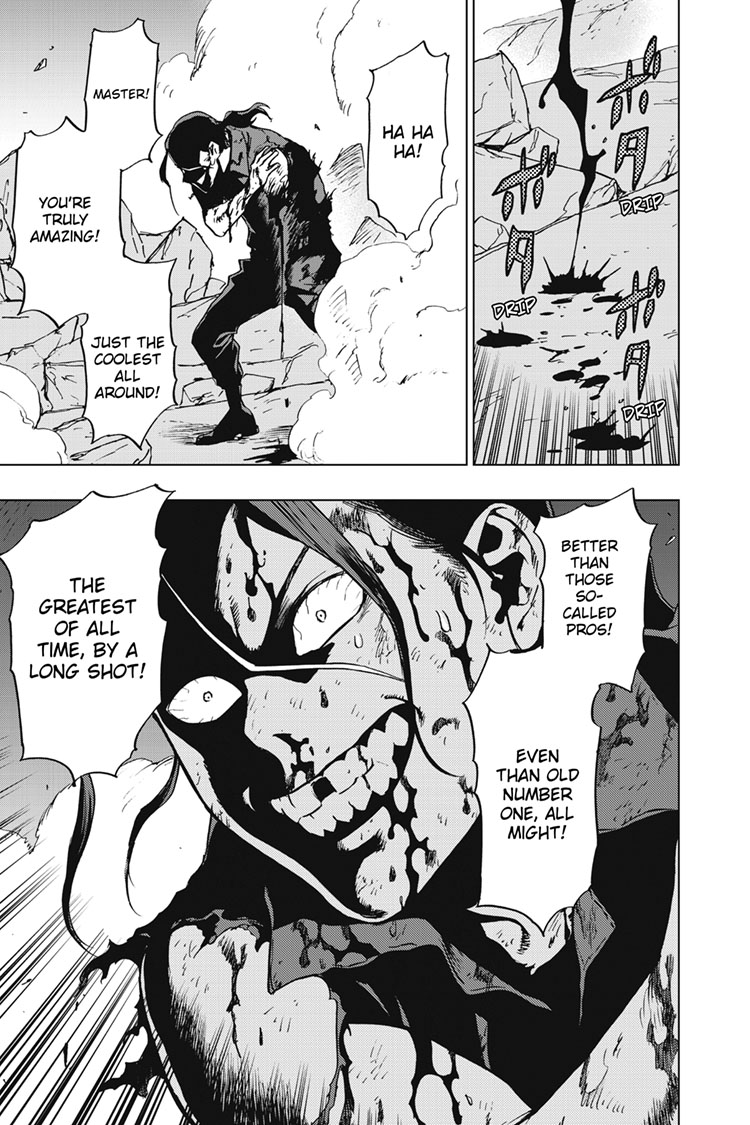 ボタ
DRIP
ボタ
DRIP
ボタ
DRIP
HA HA
HA!
MASTER!
YOU'RE
TRULY
AMAZING!
JUST THE
COOLEST
ALL
AROUND!
BETTER
THAN
THOSE
SO-
CALLED
PROS!
EVEN
THAN OLD
NUMBER
ONE, ALL
MIGHT!
THE
GREATEST
OF ALL
TIME, BY A
LONG SHOT!